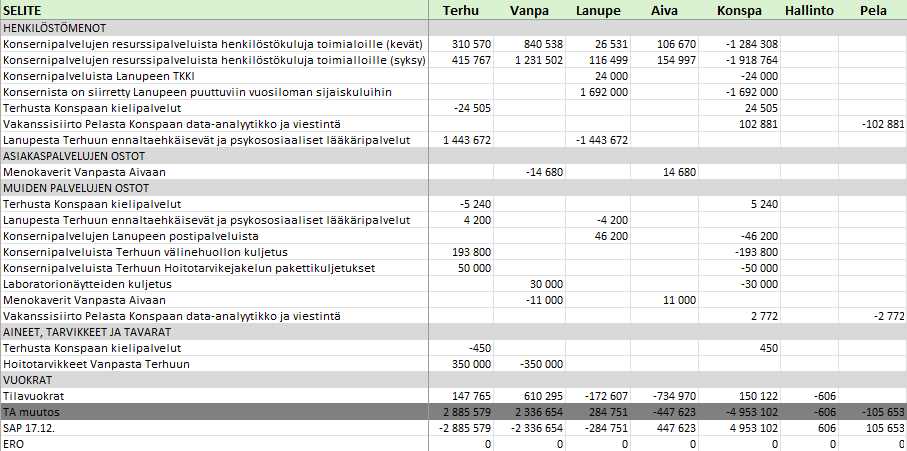 SELITE Terhu Vanpa Lanupe Aiva Konspa Hallinto Pela
HENKILÖSTÖMENOT
Konsernipalvelujen resurssipalveluista henkilöstökuluja toimialoille (kevät) 310 570 840 538 26 531 106 670 -1 284 308
Konsernipalvelujen resurssipalveluista henkilöstökuluja toimialloille (syksy) 415 767 1 231 502 116 499 154 997 -1 918 764
Konsernipalveluista Lanupeen TKKI 24 000 -24 000
Konsernista on siirretty Lanupeen puuttuviin vuosiloman sijaiskuluihin 1 692 000 -1 692 000
Terhusta Konspaan kielipalvelut -24 505 24 505
Vakanssisiirto Pelasta Konspaan data-analyytikko ja viestintä 102 881 -102 881
Lanupesta Terhuun ennaltaehkäisevät ja psykososiaaliset lääkäripalvelut 1 443 672 -1 443 672
ASIAKASPALVELUJEN OSTOT
Menokaverit Vanpasta Aivaan -14 680 14 680
MUIDEN PALVELUJEN OSTOT
Terhusta Konspaan kielipalvelut -5 240 5 240
Lanupesta Terhuun ennaltaehkäisevät ja psykososiaaliset lääkäripalvelut 4 200 -4 200
Konsernipalvelujen Lanupeen postipalveluista 46 200 -46 200
Konsernipalveluista Terhuun välinehuollon kuljetus 193 800 -193 800
Konsernipalveluista Terhuun Hoitotarvikejakelun pakettikuljetukset 50 000 -50 000
Laboratorionäytteiden kuljetus 30 000 -30 000
Menokaverit Vanpasta Aivaan -11 000 11 000
Vakanssisiirto Pelasta Konspaan data-analyytikko ja viestintä 2 772 -2 772
AINEET, TARVIKKEET JA TAVARAT
Terhusta Konspaan kielipalvelut -450 450
Hoitotarvikkeet Vanpasta Terhuun 350 000 -350 000
VUOKRAT
Tilavuokrat 147 765 610 295 -172 607 -734 970 150 122 -606
TA muutos 2 885 579 2 336 654 284 751 -447 623 -4 953 102 -606 -105 653
SAP 17.12. -2 885 579 -2 336 654 -284 751 447 623 4 953 102 606 105 653
ERO 0 0 0 0 0 0 0